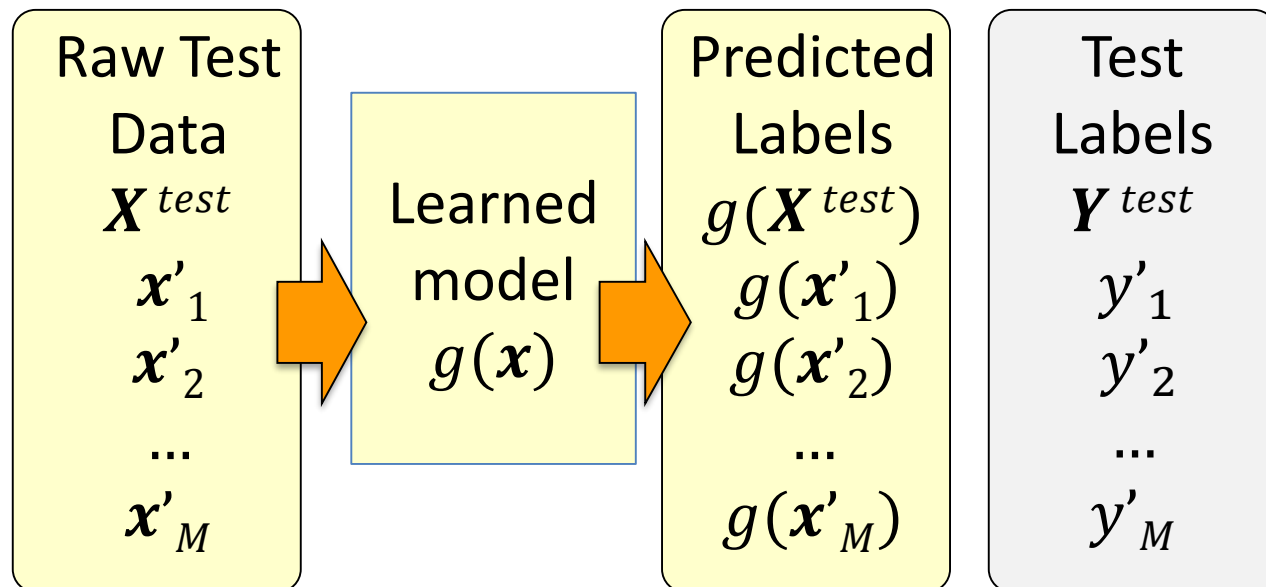 Raw Test
Data
X test
x’1
x’2
...
x’M
Learned
model
g(x)
Predicted
Labels
g(X test)
g(x’1)
g(x’2)
...
g(x’M)
Test
Labels
Y test
y’1
y’2
...
y’M